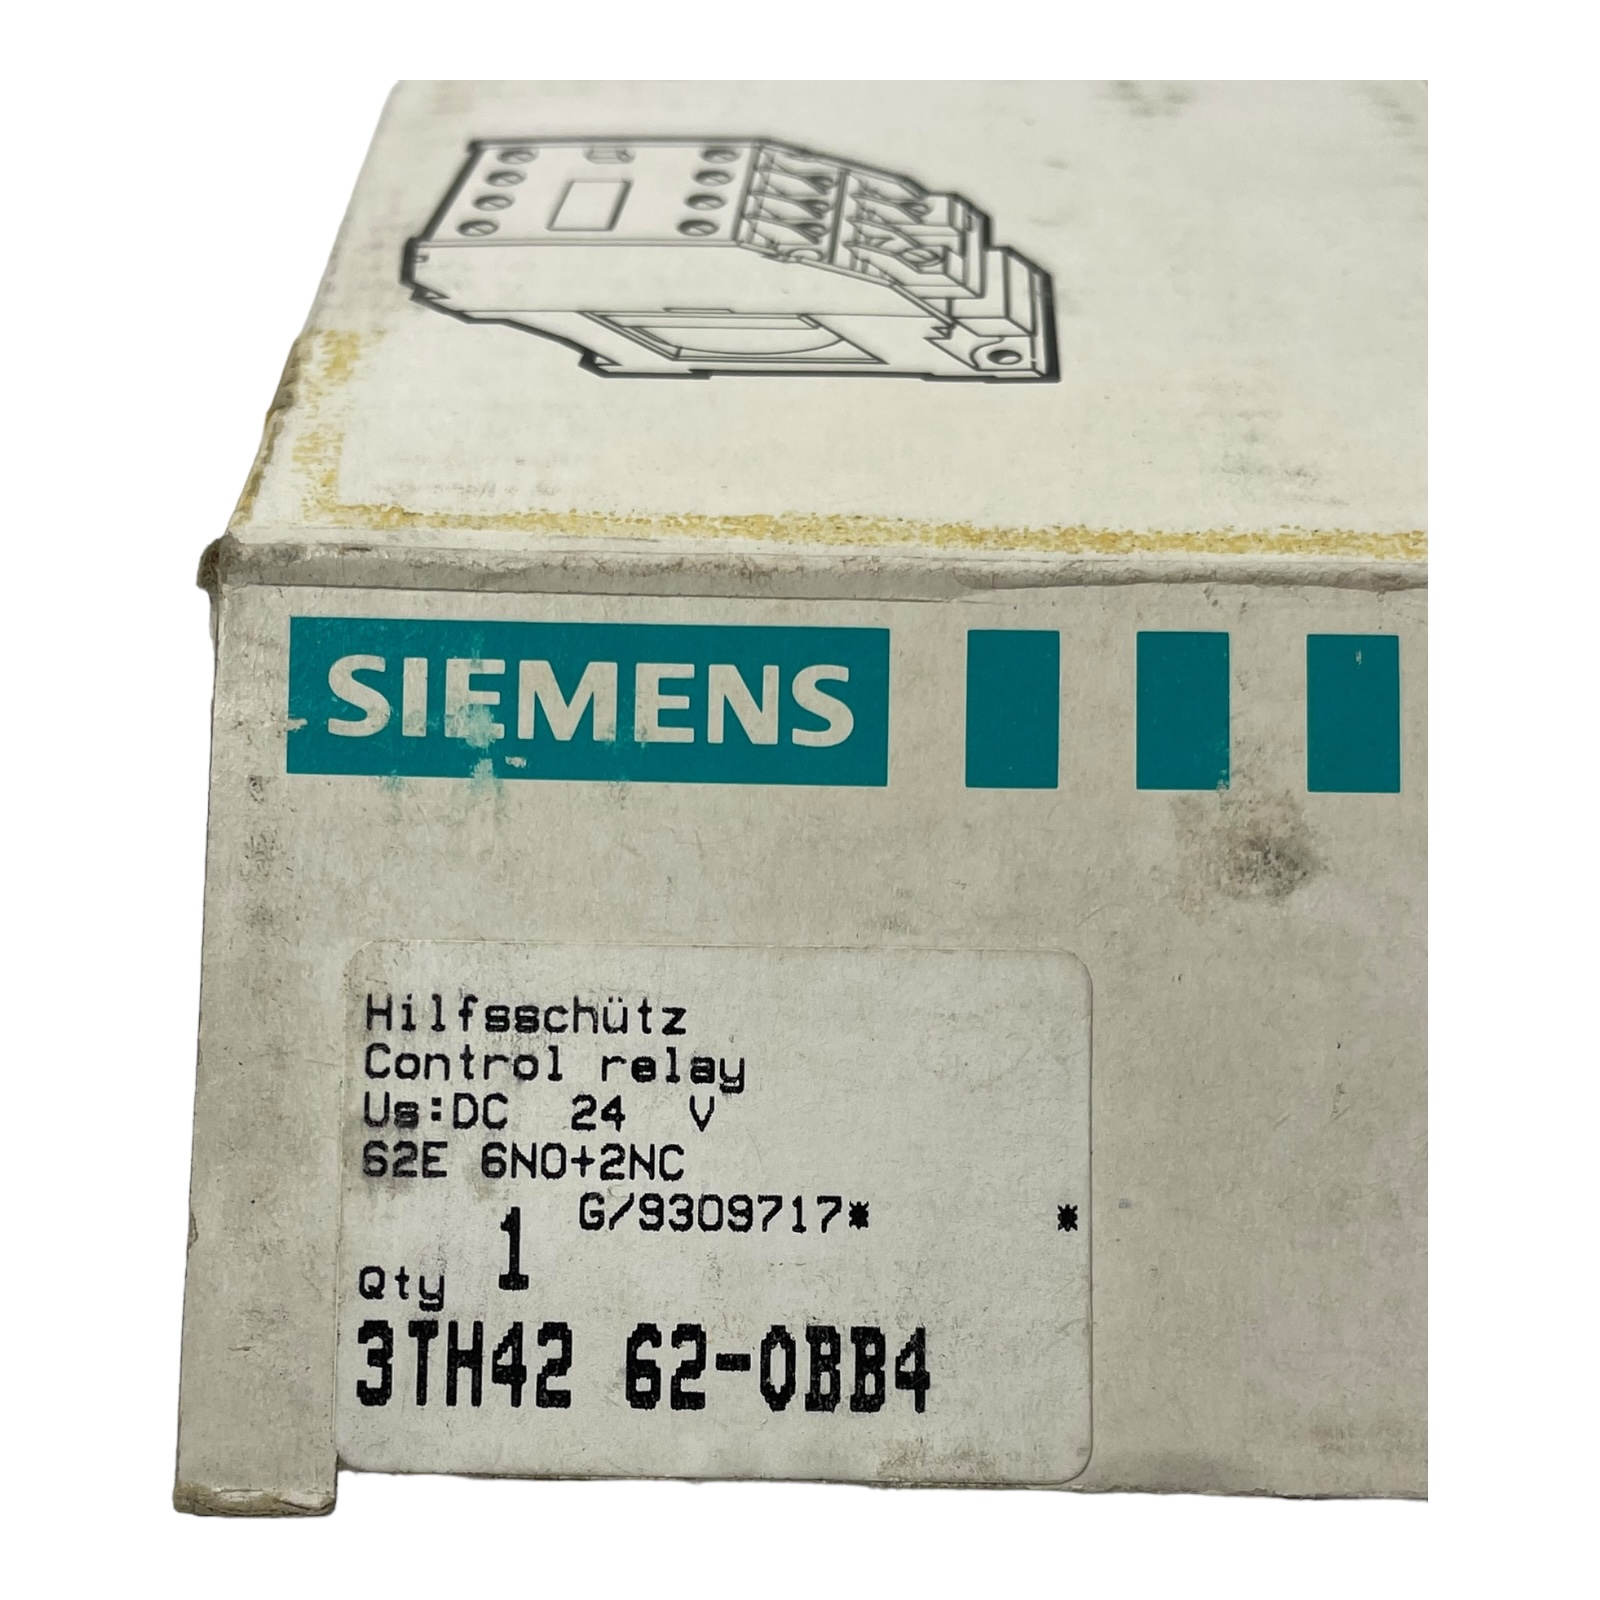 SIEMENS
Hilfsschütz
Control relay
Us:DC 24 V
62E 6NO+2NC
G/9309717* *
Qty 1
3TH42 62-0BB4